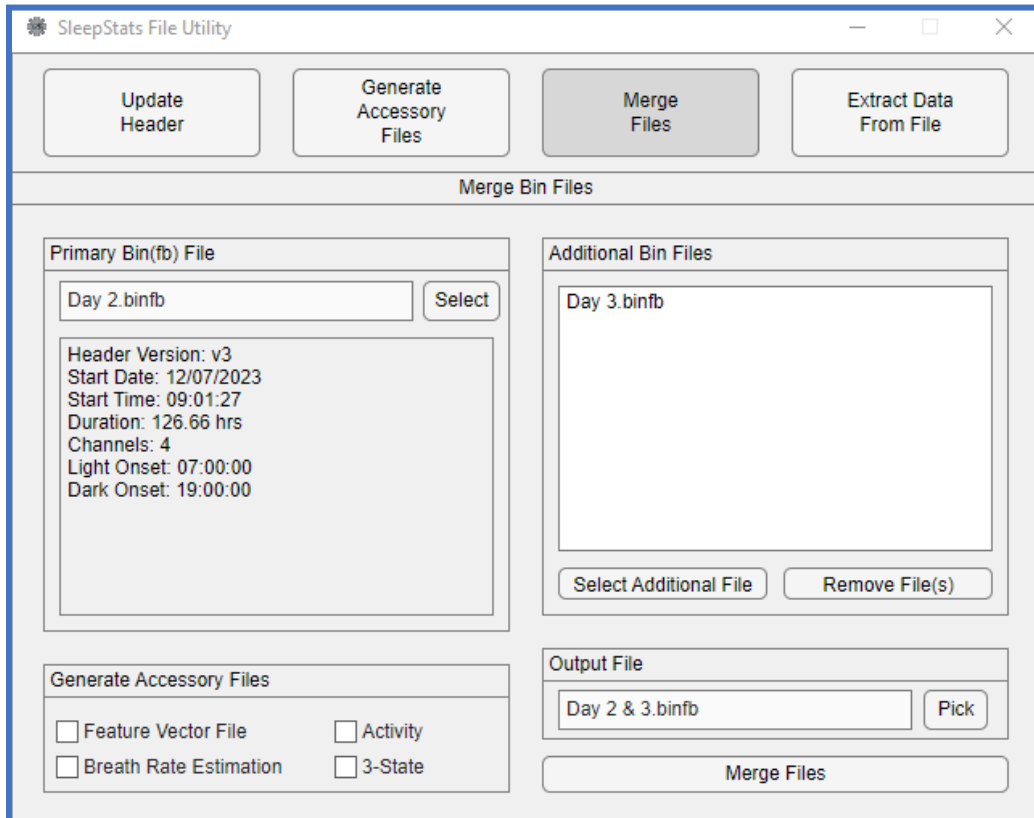 SleepStats File Utility
Update
Header
Generate
Accessory
Files
Merge
Files
Extract Data
From File
Merge Bin Files
Primary Bin(fb) File
Day 2.binfb
Select
Header Version: v3
Start Date: 12/07/2023
Start Time: 09:01:27
Duration: 126.66 hrs
Channels: 4
Light Onset: 07:00:00
Dark Onset: 19:00:00
Additional Bin Files
Day 3.binfb
Select Additional File
Remove File(s)
Generate Accessory Files
Feature Vector File
Activity
Breath Rate Estimation
3-State
Output File
Day 2 & 3.binfb
Pick
Merge Files